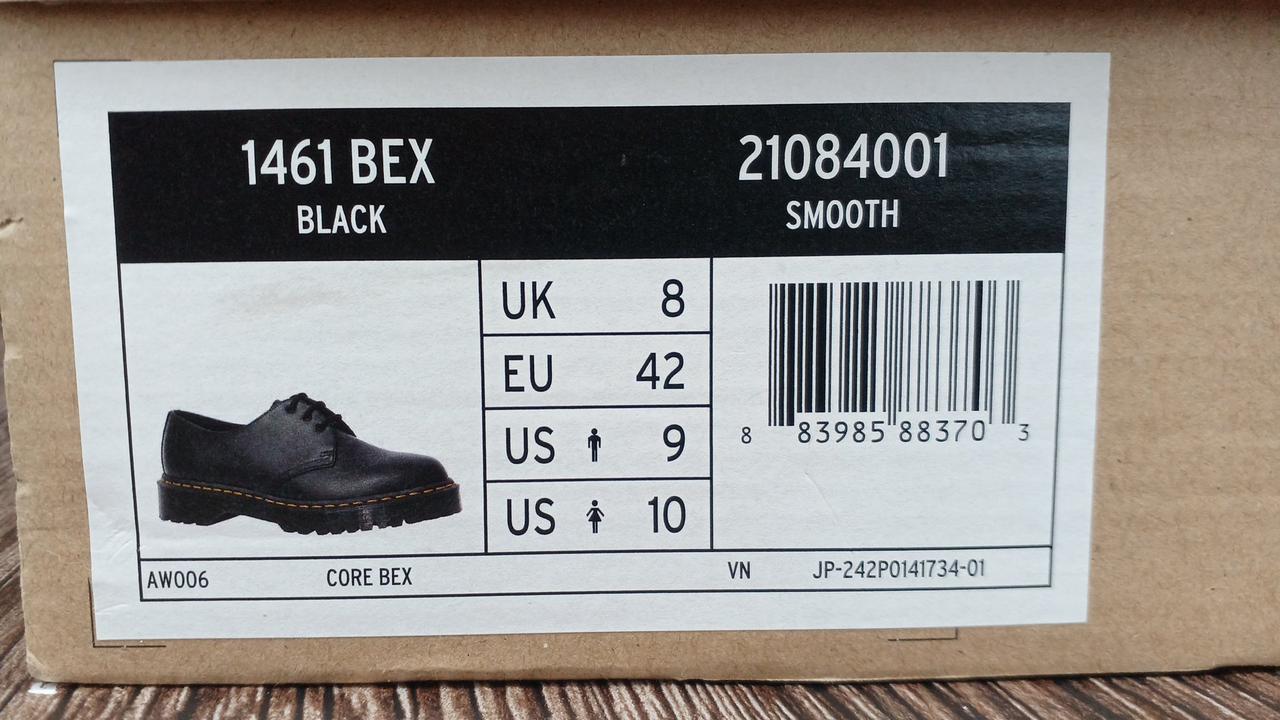 1461 BEX
BLACK
21084001
SMOOTH
UK 8
EU 42
US 9
US 10
8 83985 88370 3
AW006 CORE BEX VN JP-242P0141734-01